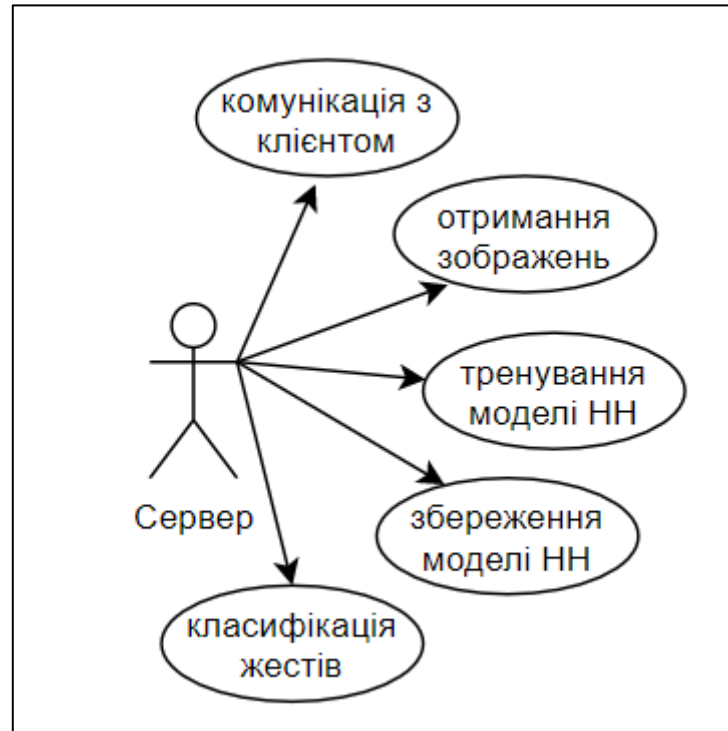 комунікація з
клієнтом
отримання
зображень
тренування
моделі НН
Сервер
збереження
моделі НН
класифікація
жестів